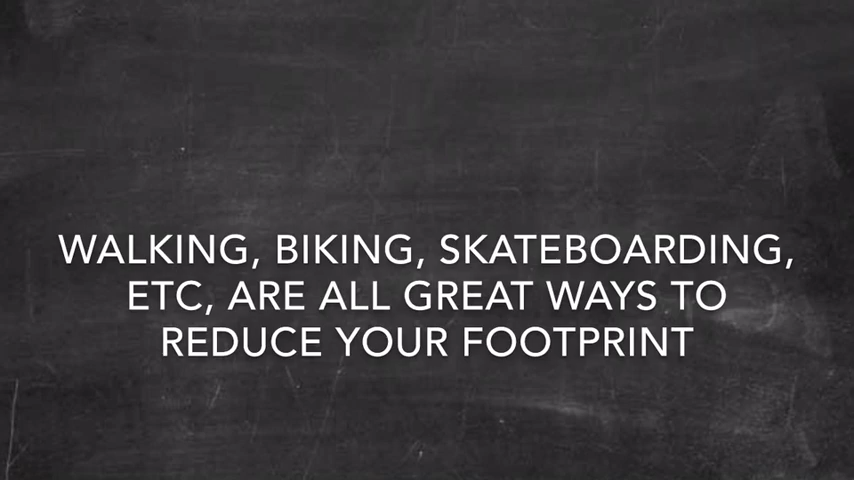 WALKING, BIKING, SKATEBOARDING,
ETC, ARE ALL GREAT WAYS TO
REDUCE YOUR FOOTPRINT